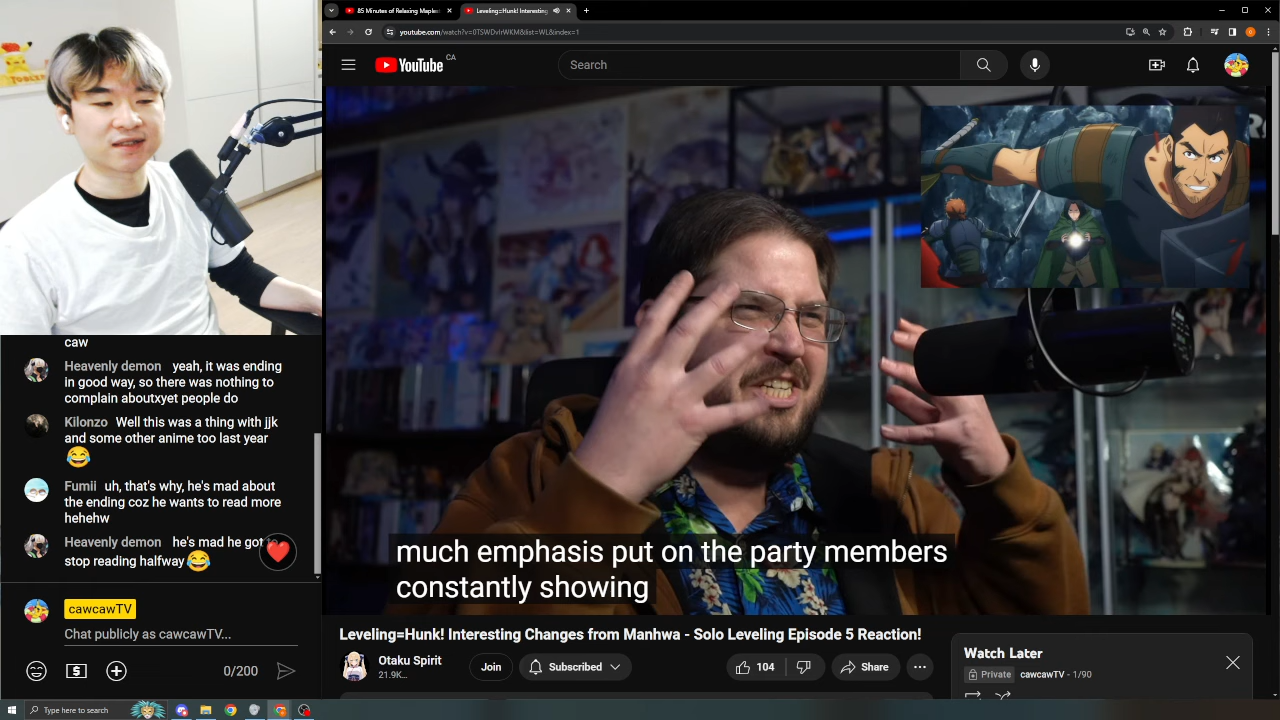 85 Minutes of Relaxing Maples
Leveling=Hunk! Interesting
youtube.com/watch?v=0TSWDvIrWKM&list=WL&index=1
YouTube CA
Search
caw
Heavenly demon yeah, it was ending
in good way, so there was nothing to
complain aboutxyet people do
Kilonzo Well this was a thing with jjk
and some other anime too last year
😂
Fumii uh, that's why, he's mad about
the ending coz he wants to read more
hehehw
Heavenly demon he's mad he got
stop reading halfway😂
cawcawTV
Chat publicly as cawcawTV...
0/200
much emphasis put on the party members
constantly showing
Leveling=Hunk! Interesting Changes from Manhwa - Solo Leveling Episode 5 Reaction!
Otaku Spirit
21.9K...
Join
Subscribed
104
Share
Watch Later
Private cawcawTV - 1/90
Type here to search